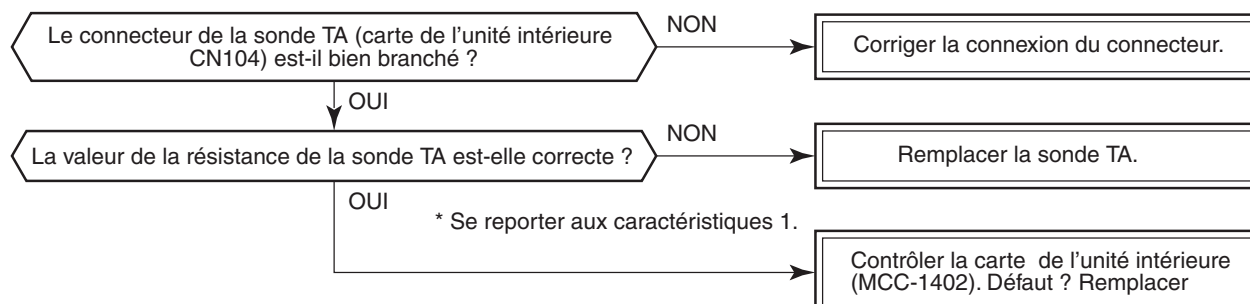 Le connecteur de la sonde TA (carte de l'unité intérieure
CN104) est-il bien branché ?
NON
Corriger la connexion du connecteur.
OUI
La valeur de la résistance de la sonde TA est-elle correcte ?
NON
Remplacer la sonde TA.
OUI
* Se reporter aux caractéristiques 1.
Contrôler la carte de l'unité intérieure
(MCC-1402). Défaut ? Remplacer